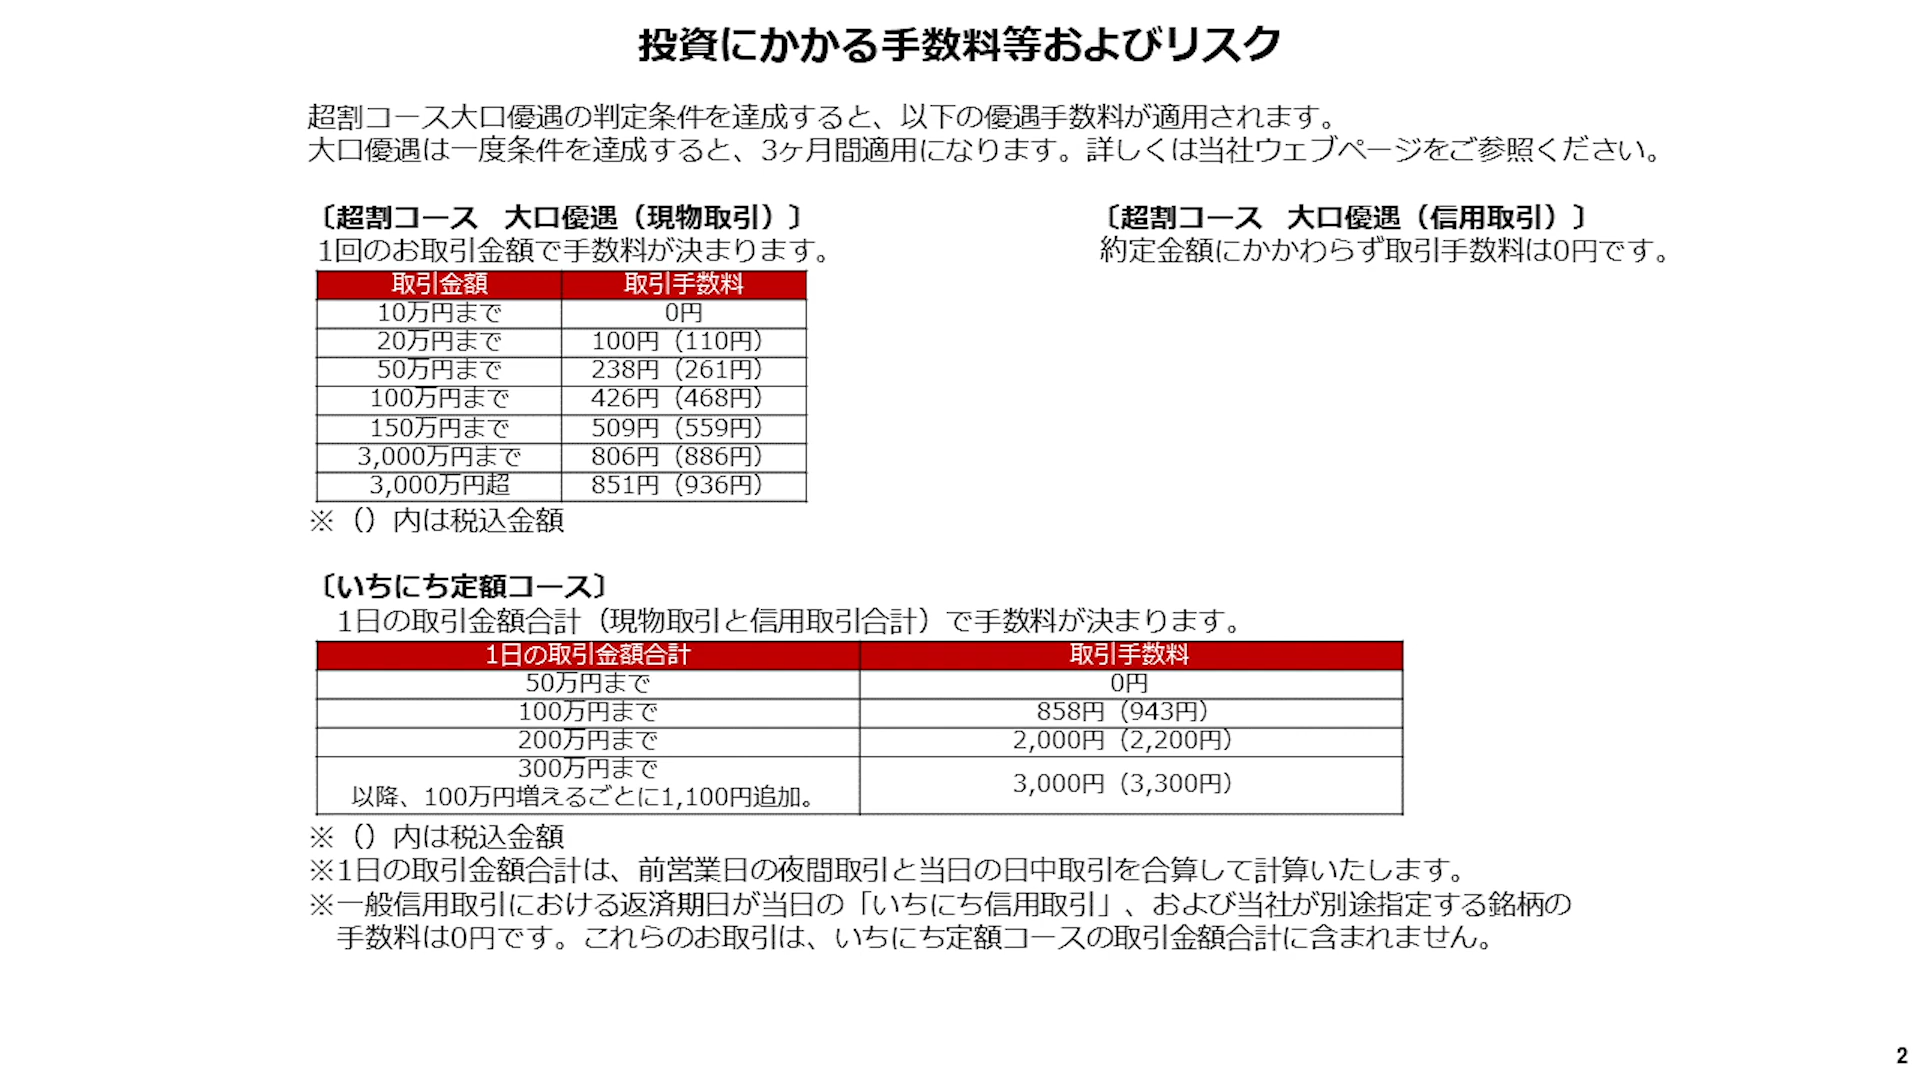 投資にかかる手数料等およびリスク
超割コース大口優遇の判定条件を達成すると、以下の優遇手数料が適用されます。
大口優遇は一度条件を達成すると、3ヶ月間適用になります。詳しくは当社ウェブページをご参照ください。
〔超割コース　大口優遇（現物取引）〕
1回のお取引金額で手数料が決まります。
取引金額 取引手数料
10万円まで 0円
20万円まで 100円（110円）
50万円まで 238円（261円）
100万円まで 426円（468円）
150万円まで 509円（559円）
3,000万円まで 806円（886円）
3,000万円超 851円（936円）
※（）内は税込金額
〔超割コース　大口優遇（信用取引）〕
約定金額にかかわらず取引手数料は0円です。
〔いちにち定額コース〕
1日の取引金額合計（現物取引と信用取引合計）で手数料が決まります。
1日の取引金額合計 取引手数料
50万円まで 0円
100万円まで 858円（943円）
200万円まで 2,000円（2,200円）
300万円まで 3,000円（3,300円）
以降、100万円増えるごとに1,100円追加。
※（）内は税込金額
※1日の取引金額合計は、前営業日の夜間取引と当日の日中取引を合算して計算いたします。
※一般信用取引における返済期日が当日の「いちにち信用取引」、および当社が別途指定する銘柄の
手数料は0円です。これらのお取引は、いちにち定額コースの取引金額合計に含まれません。
2